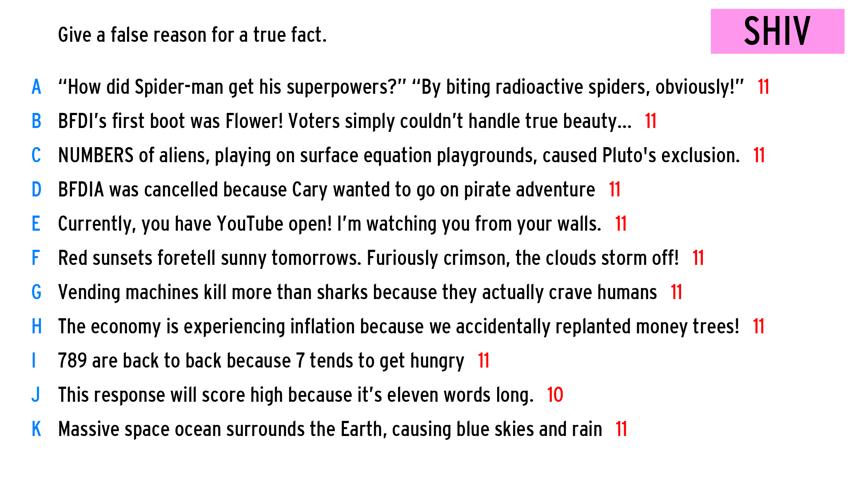 Give a false reason for a true fact.
SHIV
A “How did Spider-man get his superpowers?” “By biting radioactive spiders, obviously!” 11
B BFDI’s first boot was Flower! Voters simply couldn’t handle true beauty... 11
C NUMBERS of aliens, playing on surface equation playgrounds, caused Pluto's exclusion. 11
D BFDIA was cancelled because Cary wanted to go on pirate adventure 11
E Currently, you have YouTube open! I’m watching you from your walls. 11
F Red sunsets foretell sunny tomorrows. Furiously crimson, the clouds storm off! 11
G Vending machines kill more than sharks because they actually crave humans 11
H The economy is experiencing inflation because we accidentally replanted money trees! 11
I 789 are back to back because 7 tends to get hungry 11
J This response will score high because it’s eleven words long. 10
K Massive space ocean surrounds the Earth, causing blue skies and rain 11